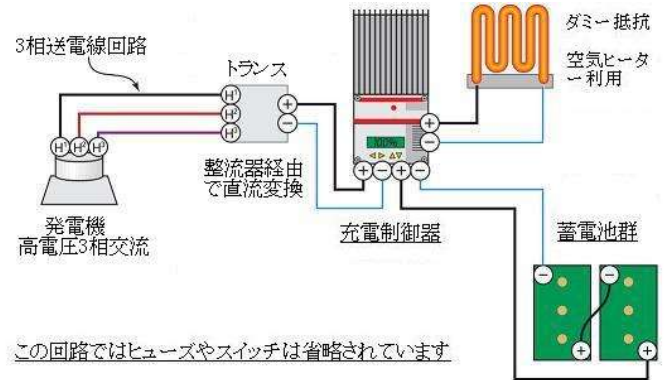 3相送電線回路
トランス
ダミー抵抗
空気ヒーター利用
H¹
H²
H³
H¹ H² H³
+
−
100%
+
−
+ − + −
整流器経由
で直流変換
発電機
高電圧3相交流
充電制御器
蓄電池群
−
−
+
+
この回路ではヒューズやスイッチは省略されています